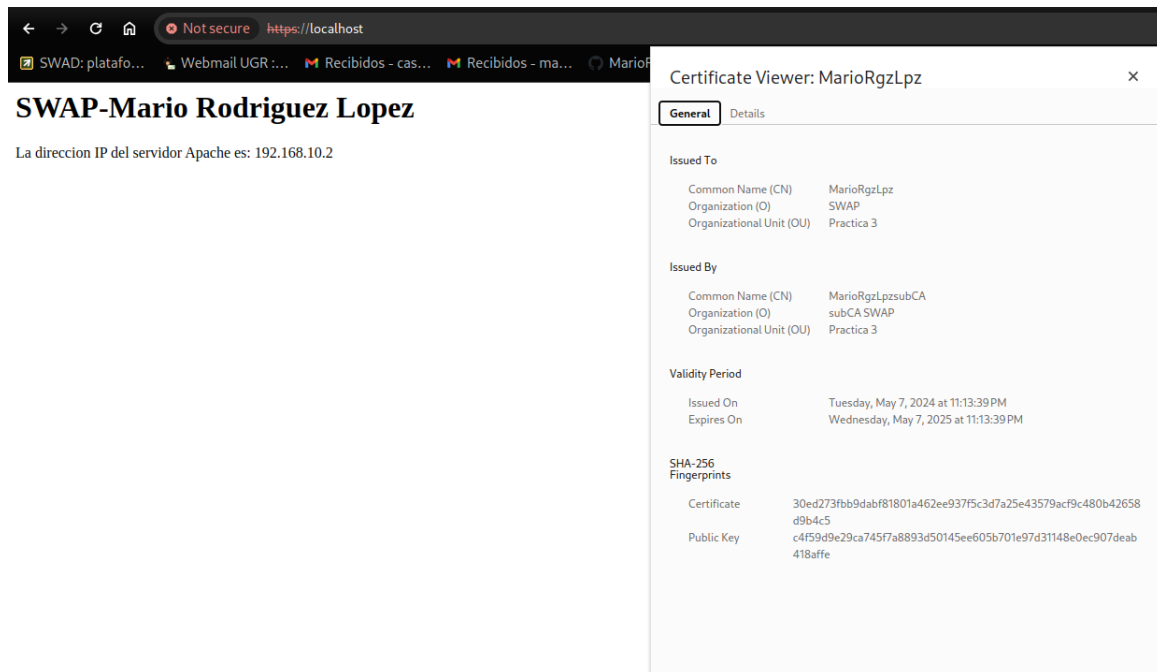 Not secure https://localhost
SWAD: platafo... Webmail UGR :... Recibidos - cas... Recibidos - ma... MarioR
SWAP-Mario Rodriguez Lopez
La direccion IP del servidor Apache es: 192.168.10.2
Certificate Viewer: MarioRgzLpz
General Details
Issued To
Common Name (CN) MarioRgzLpz
Organization (O) SWAP
Organizational Unit (OU) Practica 3
Issued By
Common Name (CN) MarioRgzLpzsubCA
Organization (O) subCA SWAP
Organizational Unit (OU) Practica 3
Validity Period
Issued On Tuesday, May 7, 2024 at 11:13:39 PM
Expires On Wednesday, May 7, 2025 at 11:13:39 PM
SHA-256
Fingerprints
Certificate 30ed273fbb9dabf81801a462ee937f5c3d7a25e43579acf9c480b42658
d9b4c5
Public Key c4f59d9e29ca745f7a8893d50145ee605b701e97d31148e0ec907deab
418affe